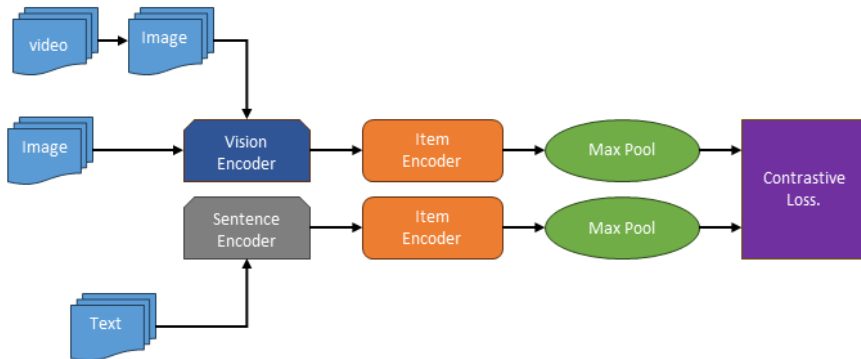 video
Image
Image
Vision
Encoder
Item
Encoder
Max Pool
Contrastive
Loss.
Sentence
Encoder
Item
Encoder
Max Pool
Text